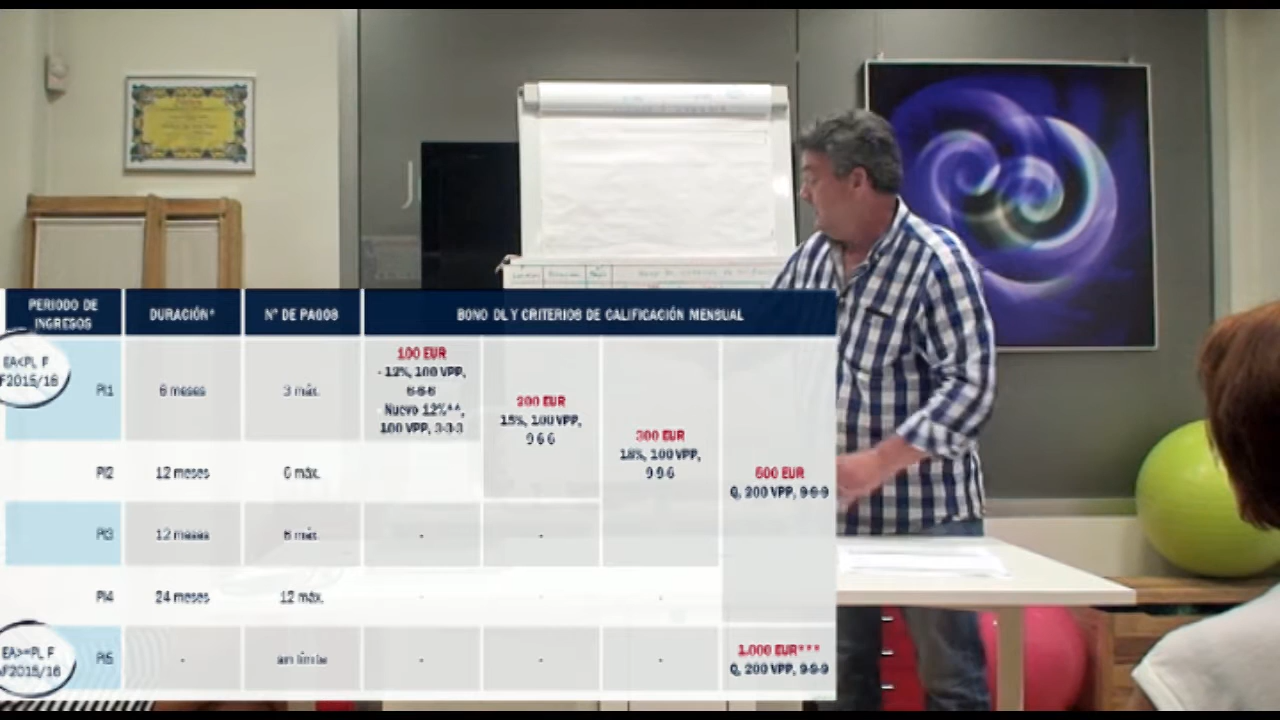 PERIODO DE
INGRESOS
DURACIÓN*
Nº DE PAGOS
BONO DL Y CRITERIOS DE CALIFICACIÓN MENSUAL
EA<PL F
F2015/16
PI1
6 meses
3 máx.
100 EUR
- 12%, 100 VPP,
6-6-6
Nuevo 12%**,
100 VPP, 3-3-3
200 EUR
15%, 100 VPP,
9-6-6
300 EUR
18%, 100 VPP,
9-9-6
500 EUR
Q, 200 VPP, 9-9-9
PI2
12 meses
6 máx.
PI3
12 meses
6 máx.
-
-
PI4
24 meses
12 máx.
-
-
-
EA>=PL F
F2015/16
PI5
-
sin límite
-
-
-
1.000 EUR***
Q, 200 VPP, 9-9-9